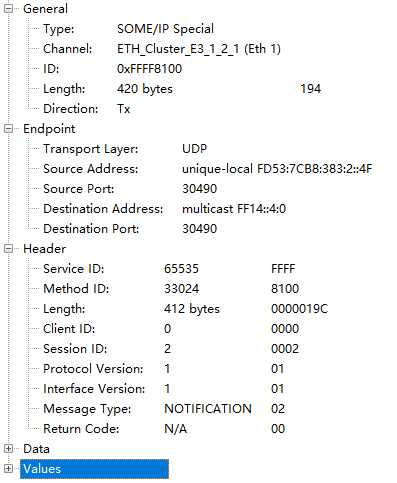 General
Type: SOME/IP Special
Channel: ETH_Cluster_E3_1_2_1 (Eth 1)
ID: 0xFFFF8100
Length: 420 bytes 194
Direction: Tx
Endpoint
Transport Layer: UDP
Source Address: unique-local FD53:7CB8:383:2::4F
Source Port: 30490
Destination Address: multicast FF14::4:0
Destination Port: 30490
Header
Service ID: 65535 FFFF
Method ID: 33024 8100
Length: 412 bytes 0000019C
Client ID: 0 0000
Session ID: 2 0002
Protocol Version: 1 01
Interface Version: 1 01
Message Type: NOTIFICATION 02
Return Code: N/A 00
Data
Values